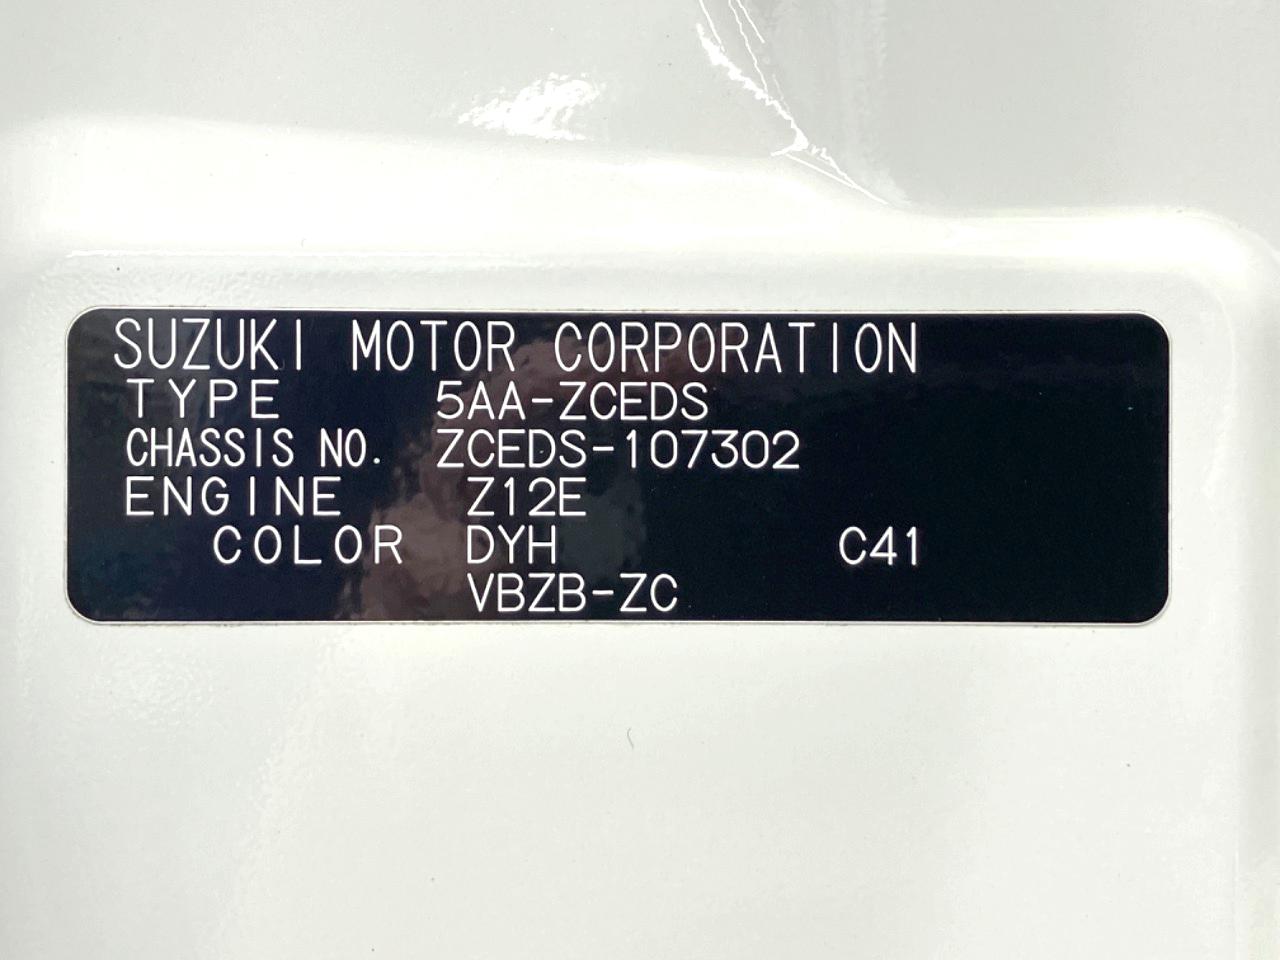 SUZUKI MOTOR CORPORATION
TYPE 5AA-ZCEDS
CHASSIS NO. ZCEDS-107302
ENGINE Z12E
COLOR DYH C41
VBZB-ZC